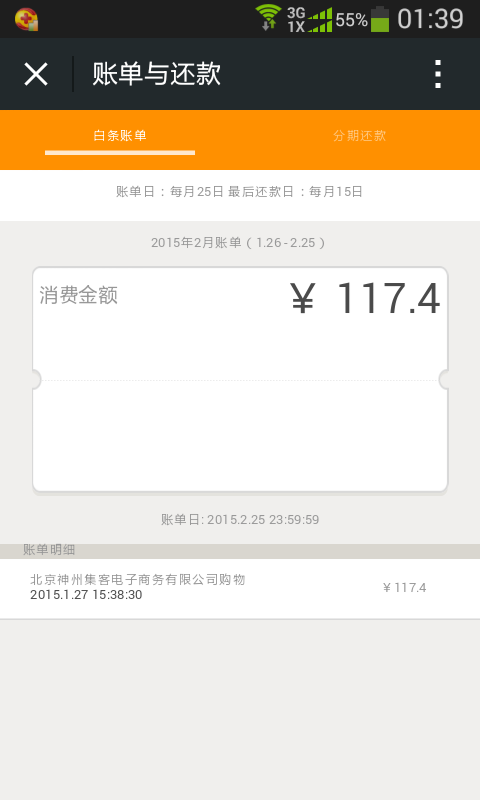 3G
1X
55%
01:39
账单与还款
白条账单
分期还款
账单日：每月25日 最后还款日：每月15日
2015年2月账单（1.26 - 2.25）
消费金额
¥ 117.4
账单日: 2015.2.25 23:59:59
账单明细
北京神州集客电子商务有限公司购物
2015.1.27 15:38:30
¥ 117.4